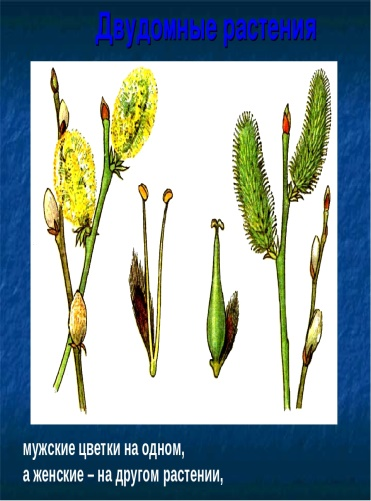 Двудомные растения
мужские цветки на одном,
а женские – на другом растении,